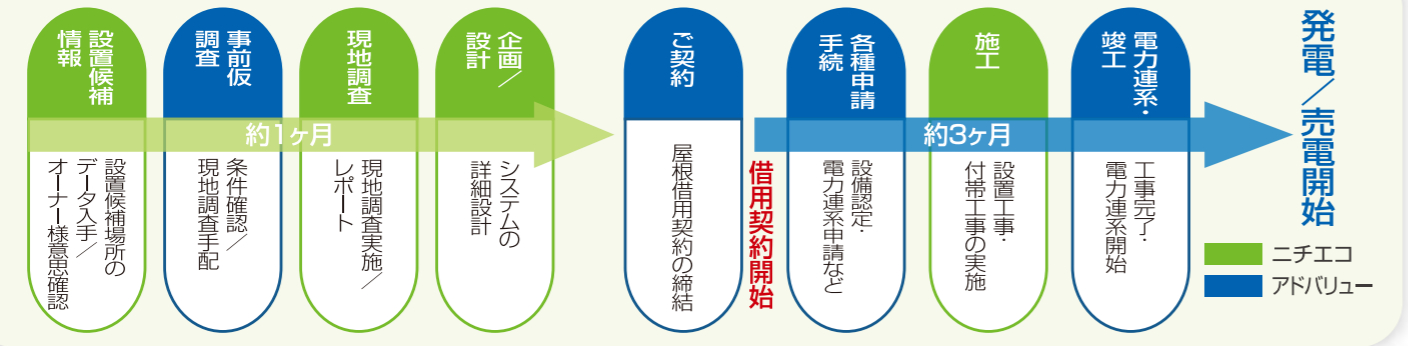 設置候補
情報
設置候補場所の
データ入手／
オーナー様意思確認
事前仮
調査
条件確認／
現地調査手配
現地調査
現地調査実施／
レポート
企画／
設計
システムの
詳細設計
約1ヶ月
ご契約
屋根借用契約の締結
借用契約開始
各種申請
手続
設備認定・
電力連系申請など
施工
設置工事・
付帯工事の実施
電力連系・
竣工
工事完了・
電力連系開始
約3ヶ月
発電／売電開始
ニチエコ
アドバリュー